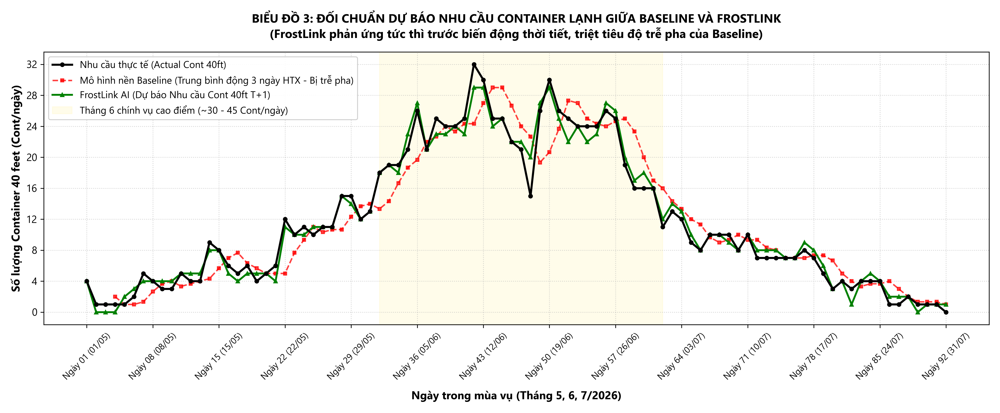 BIỂU ĐỒ 3: ĐỐI CHUẨN DỰ BÁO NHU CẦU CONTAINER LẠNH GIỮA BASELINE VÀ FROSTLINK
(FrostLink phản ứng tức thì trước biến động thời tiết, triệt tiêu độ trễ pha của Baseline)
Nhu cầu thực tế (Actual Cont 40ft)
Mô hình nền Baseline (Trung bình động 3 ngày HTX - Bị trễ pha)
FrostLink AI (Dự báo Nhu cầu Cont 40ft T+1)
Tháng 6 chính vụ cao điểm (~30 - 45 Cont/ngày)
Số lượng Container 40 feet (Cont/ngày)
32
28
24
20
16
12
8
4
0
Ngày 01 (01/05)
Ngày 08 (08/05)
Ngày 15 (15/05)
Ngày 22 (22/05)
Ngày 29 (29/05)
Ngày 36 (05/06)
Ngày 43 (12/06)
Ngày 50 (19/06)
Ngày 57 (26/06)
Ngày 64 (03/07)
Ngày 71 (10/07)
Ngày 78 (17/07)
Ngày 85 (24/07)
Ngày 92 (31/07)
Ngày trong mùa vụ (Tháng 5, 6, 7/2026)